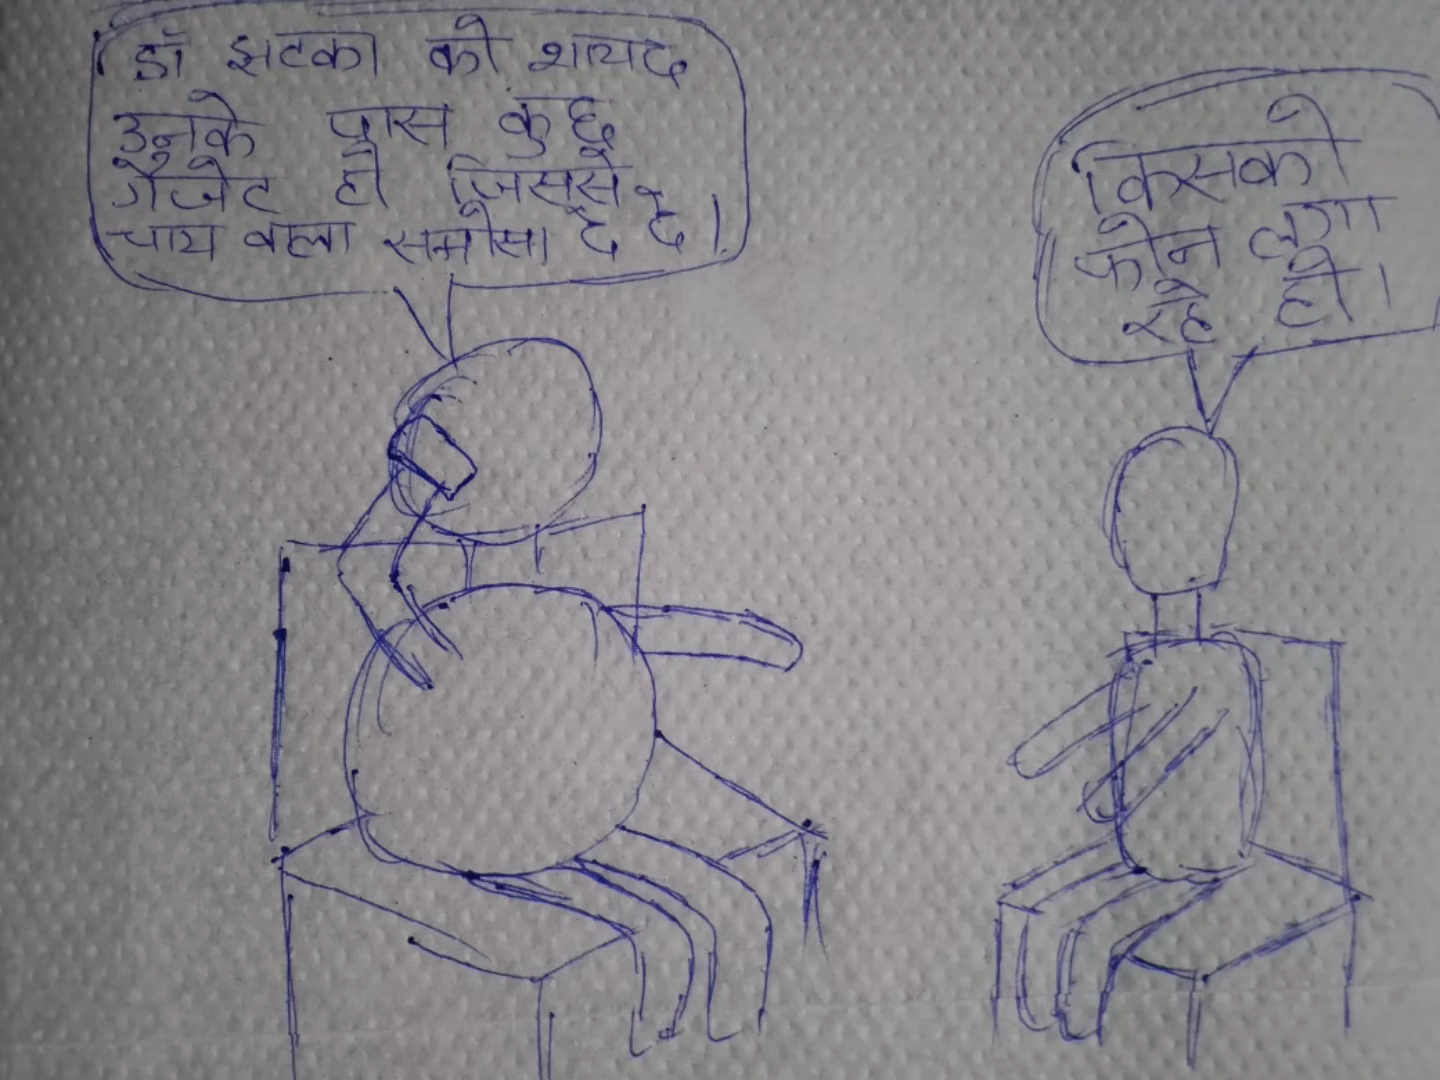 डॉ झटका को शायद
उनके पास कुछ
गैजेट हो जिससे
चाय वाला समोसा दे दे।
किसको
फोन लगा
रहे हो।